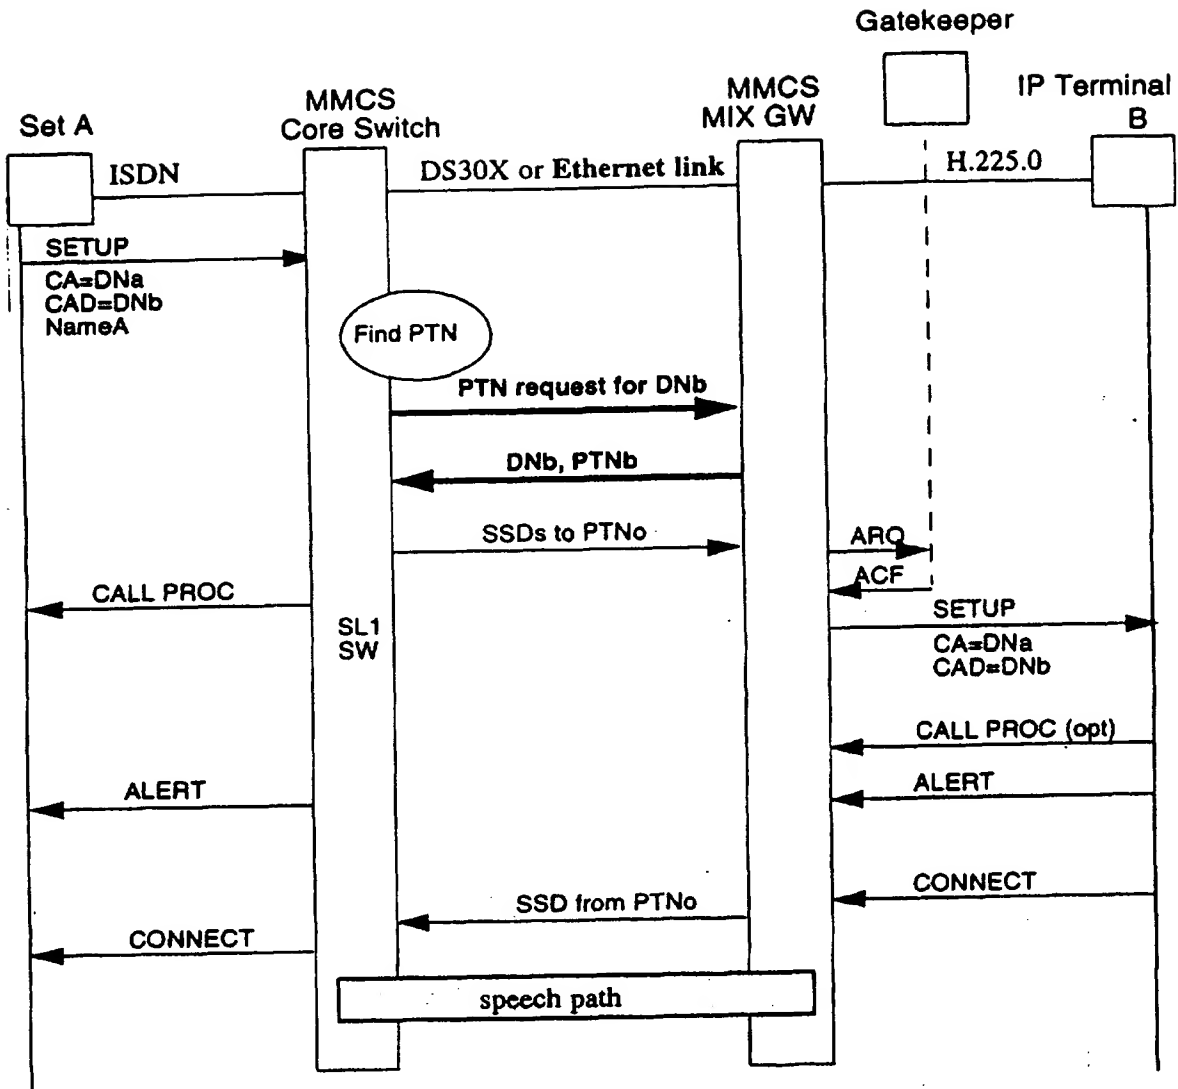 Gatekeeper
MMCS
MIX GW
IP Terminal
B
MMCS
Core Switch
Set A
ISDN
DS30X or Ethernet link
H.225.0
SETUP
CA=DNa
CAD=DNb
NameA
Find PTN
PTN request for DNb
DNb, PTNb
SSDs to PTNo
ARQ
ACF
CALL PROC
SETUP
CA=DNa
CAD=DNb
SL1
SW
CALL PROC (opt)
ALERT
ALERT
CONNECT
SSD from PTNo
CONNECT
speech path